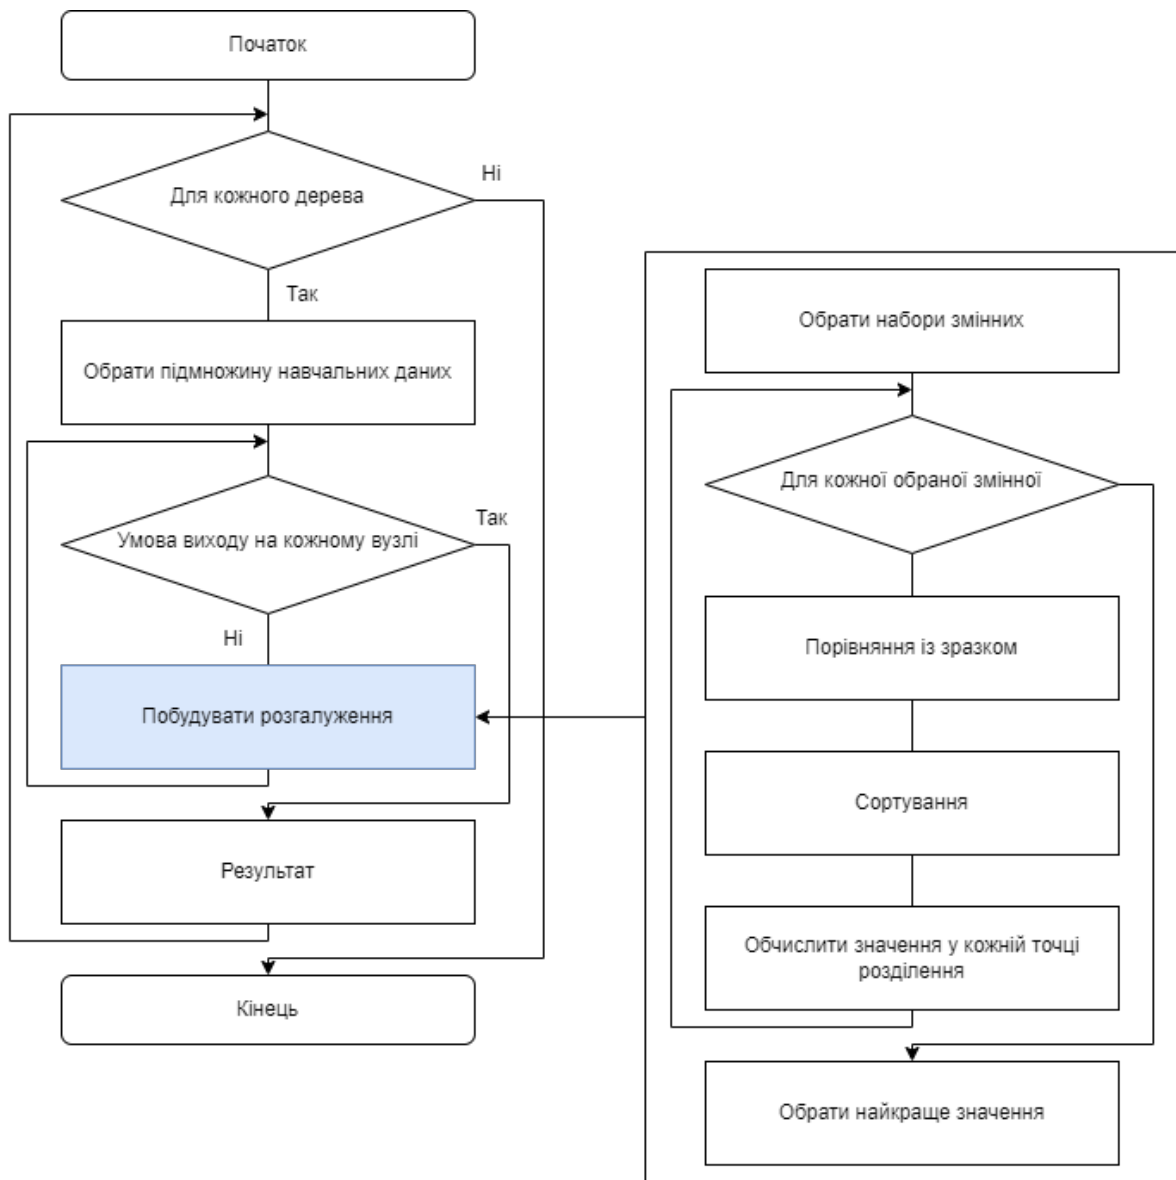 Початок
Для кожного дерева
Ні
Так
Обрати підмножину навчальних даних
Умова виходу на кожному вузлі
Так
Ні
Побудувати розгалуження
Результат
Кінець
Обрати набори змінних
Для кожної обраної змінної
Порівняння із зразком
Сортування
Обчислити значення у кожній точці
розділення
Обрати найкраще значення